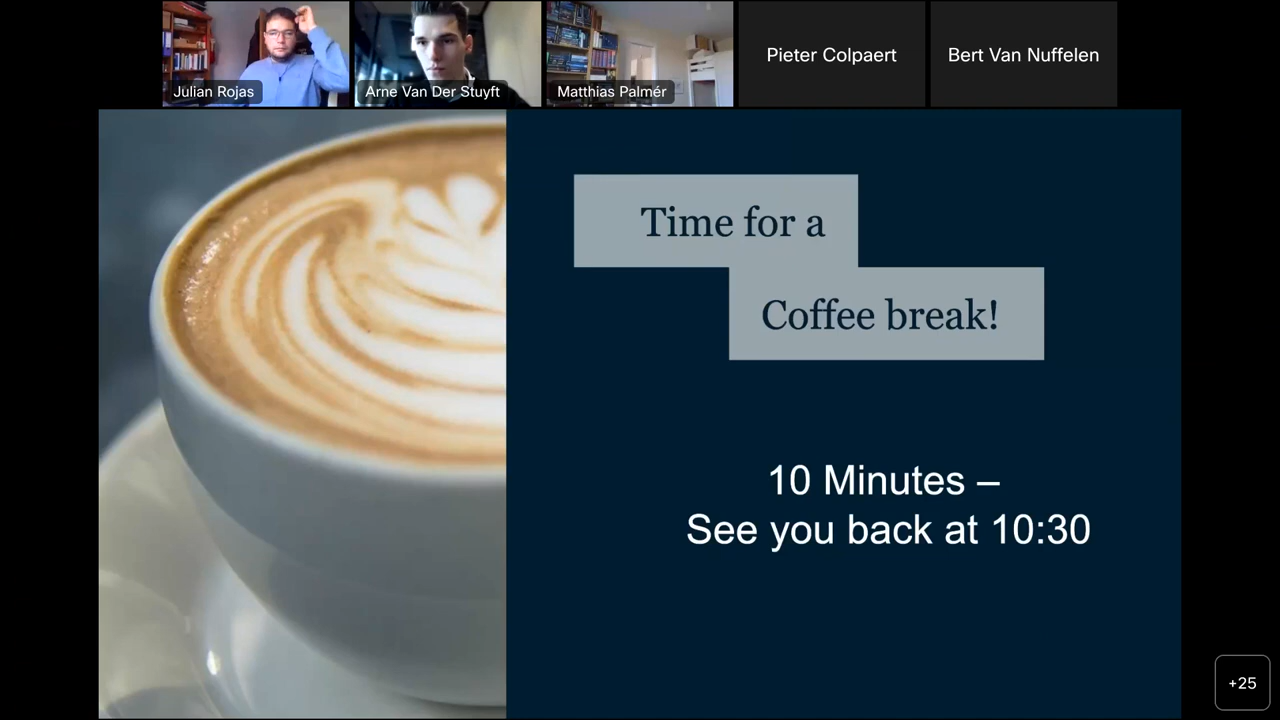 Julian Rojas
Arne Van Der Stuyft
Matthias Palmér
Pieter Colpaert
Bert Van Nuffelen
Time for a
Coffee break!
10 Minutes –
See you back at 10:30
+25